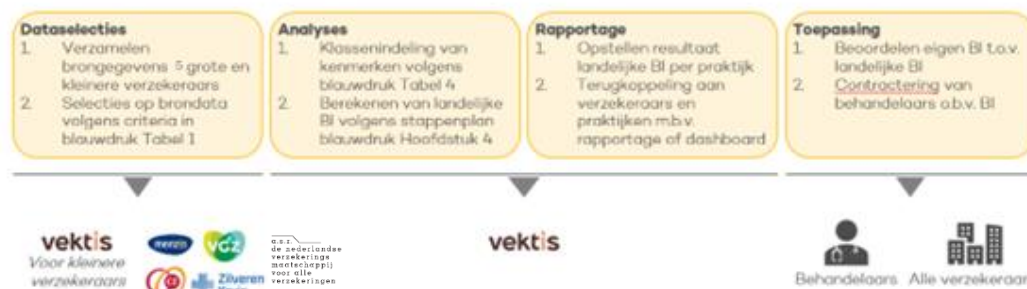 Dataselecties
1. Verzamelen
brongegevens 5 grote en
kleinere verzekeraars
2. Selecties op brondata
volgens criteria in
blauwdruk Tabel 1
Analyses
1. Klassenindeling van
kenmerken volgens
blauwdruk Tabel 4
2. Berekenen van landelijke
BI volgens stappenplan
blauwdruk Hoofdstuk 4
Rapportage
1. Opstellen resultaat
landelijke BI per praktijk
2. Terugkoppeling aan
verzekeraars en
praktijken m.b.v.
rapportage of dashboard
Toepassing
1. Beoordelen eigen BI t.o.v.
landelijke BI
2. Contractering van
behandelaars o.b.v. BI
vektis
Voor kleinere
verzekeraars
menzis
VGZ
CZ
Zilveren
a.s.r.
de nederlandse
verzekerings
maatschappij
voor alle
verzekeringen
vektis
Behandelaars
Alle verzekeraar